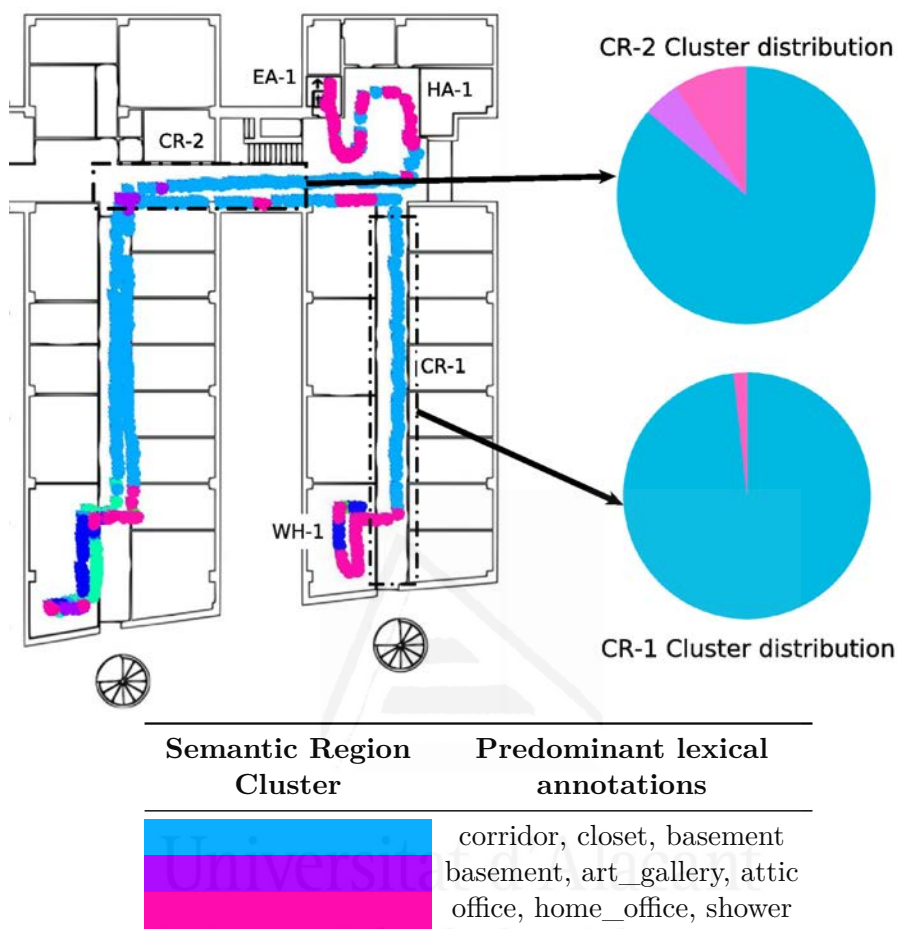 CR-2 Cluster distribution
EA-1
HA-1
CR-2
CR-1
WH-1
CR-1 Cluster distribution
Semantic Region Cluster
Predominant lexical annotations
corridor, closet, basement
basement, art_gallery, attic
office, home_office, shower
Universitat d'Alacant